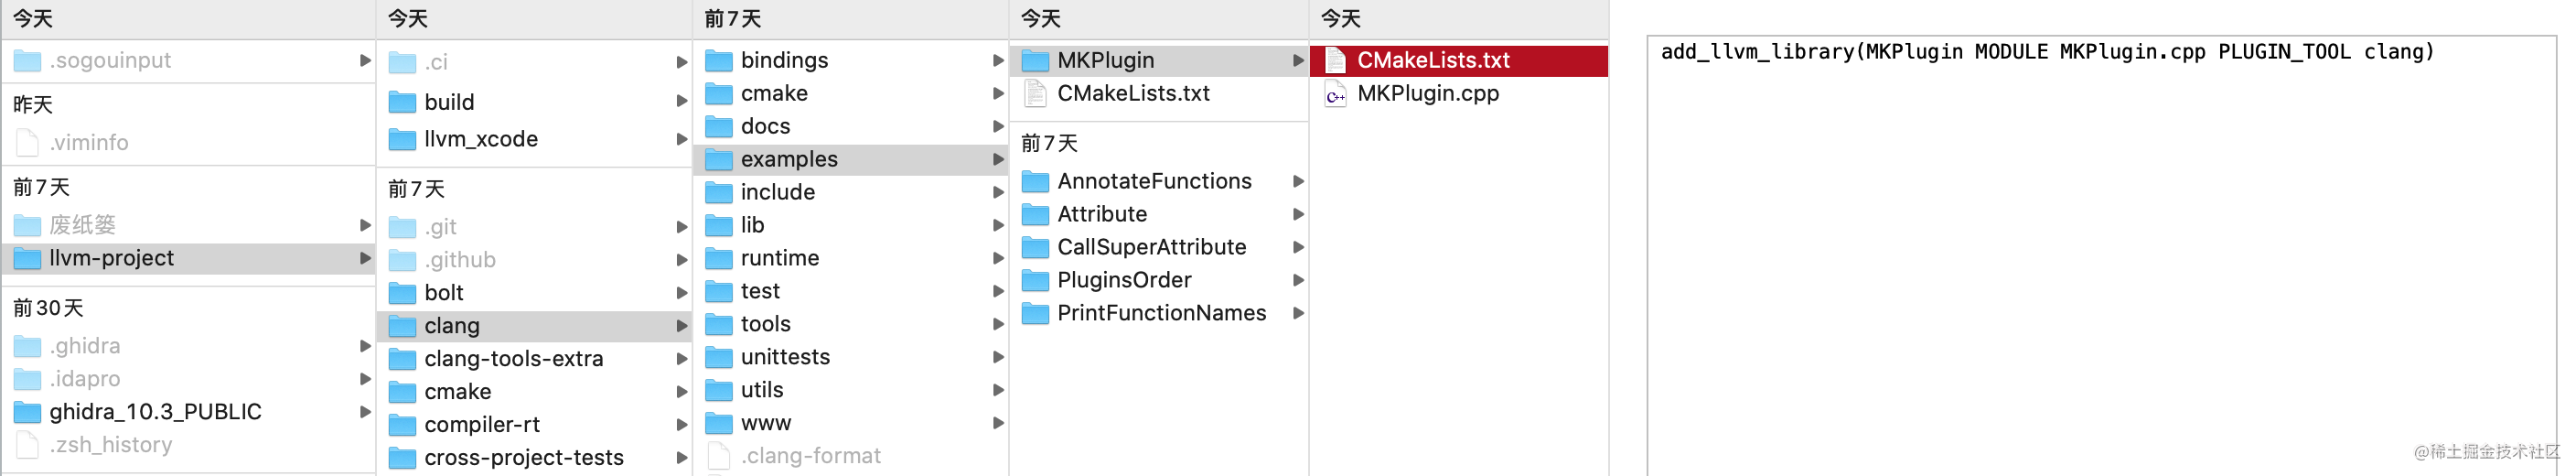 今天
.sogouinput
昨天
.viminfo
前7天
废纸篓
llvm-project
前30天
.ghidra
.idapro
ghidra_10.3_PUBLIC
.zsh_history
今天
.ci
build
llvm_xcode
前7天
.git
.github
bolt
clang
clang-tools-extra
cmake
compiler-rt
cross-project-tests
前7天
bindings
cmake
docs
examples
include
lib
runtime
test
tools
unittests
utils
www
.clang-format
今天
MKPlugin
CMakeLists.txt
前7天
AnnotateFunctions
Attribute
CallSuperAttribute
PluginsOrder
PrintFunctionNames
今天
CMakeLists.txt
C++ MKPlugin.cpp
add_llvm_library(MKPlugin MODULE MKPlugin.cpp PLUGIN_TOOL clang)
@稀土掘金技术社区